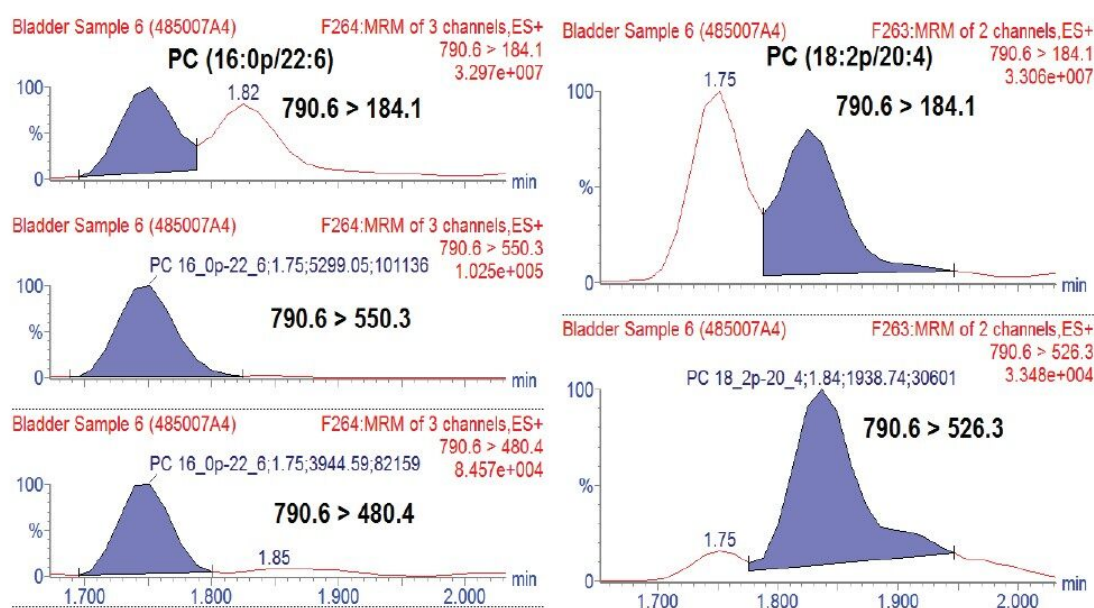 Bladder Sample 6 (485007A4) F264:MRM of 3 channels,ES+
790.6 > 184.1
3.297e+007
PC (16:0p/22:6)
790.6 > 184.1
1.82
100
%
0
min
Bladder Sample 6 (485007A4) F264:MRM of 3 channels,ES+
790.6 > 550.3
1.025e+005
PC 16_0p-22_6;1.75;5299.05;101136
790.6 > 550.3
100
%
0
min
Bladder Sample 6 (485007A4) F264:MRM of 3 channels,ES+
790.6 > 480.4
8.457e+004
PC 16_0p-22_6;1.75;3944.59;82159
790.6 > 480.4
1.85
100
%
0
min
1.700 1.800 1.900 2.000
Bladder Sample 6 (485007A4) F263:MRM of 2 channels,ES+
790.6 > 184.1
3.306e+007
PC (18:2p/20:4)
790.6 > 184.1
1.75
100
%
0
min
1.700 1.800 1.900 2.000
Bladder Sample 6 (485007A4) F263:MRM of 2 channels,ES+
790.6 > 526.3
3.348e+004
PC 18_2p-20_4;1.84;1938.74;30601
790.6 > 526.3
1.75
100
%
0
min
1.700 1.800 1.900 2.000